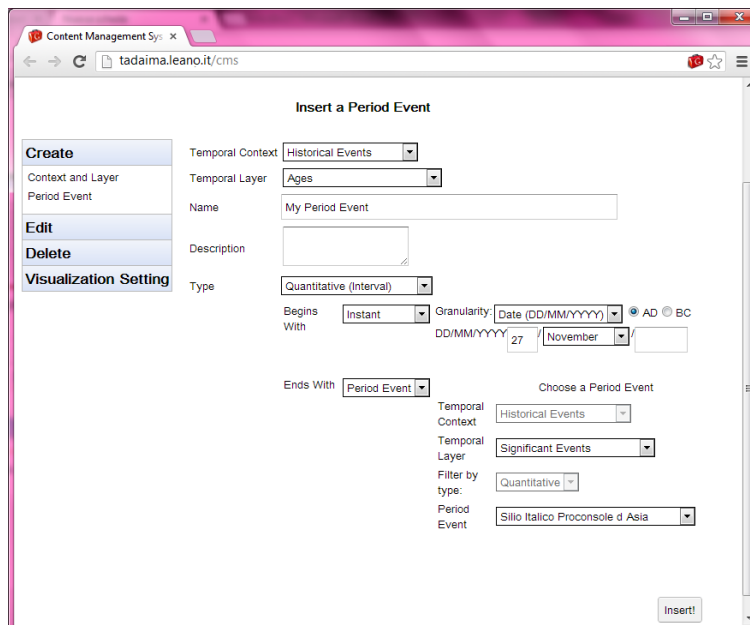 Content Management Sys
tadaima.leano.it/cms
Insert a Period Event
Create
Context and Layer
Period Event
Edit
Delete
Visualization Setting
Temporal Context Historical Events
Temporal Layer Ages
Name My Period Event
Description
Type Quantitative (Interval)
Begins With Instant Granularity: Date (DD/MM/YYYY) AD BC
DD/MM/YYYY 27 / November /
Ends With Period Event Choose a Period Event
Temporal Context Historical Events
Temporal Layer Significant Events
Filter by type: Quantitative
Period Event Silio Italico Proconsole d Asia
Insert!